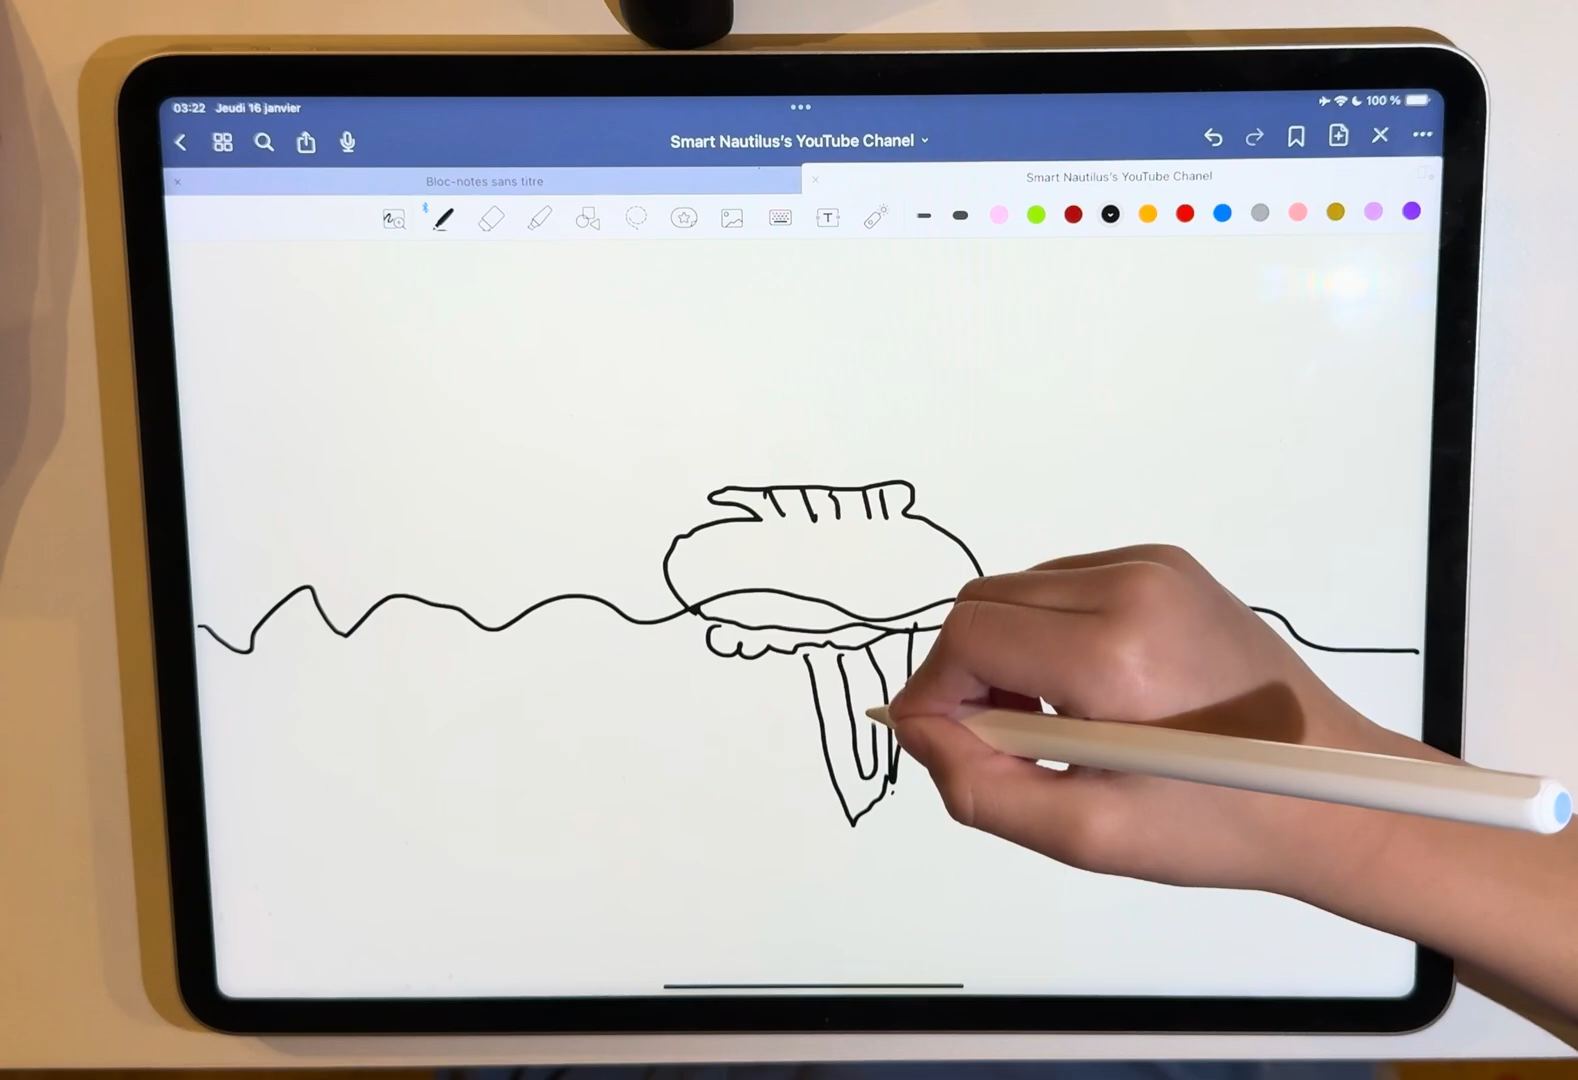 03:22 Jeudi 16 janvier
100 %
Smart Nautilus's YouTube Chanel
Bloc-notes sans titre
Smart Nautilus's YouTube Chanel
T